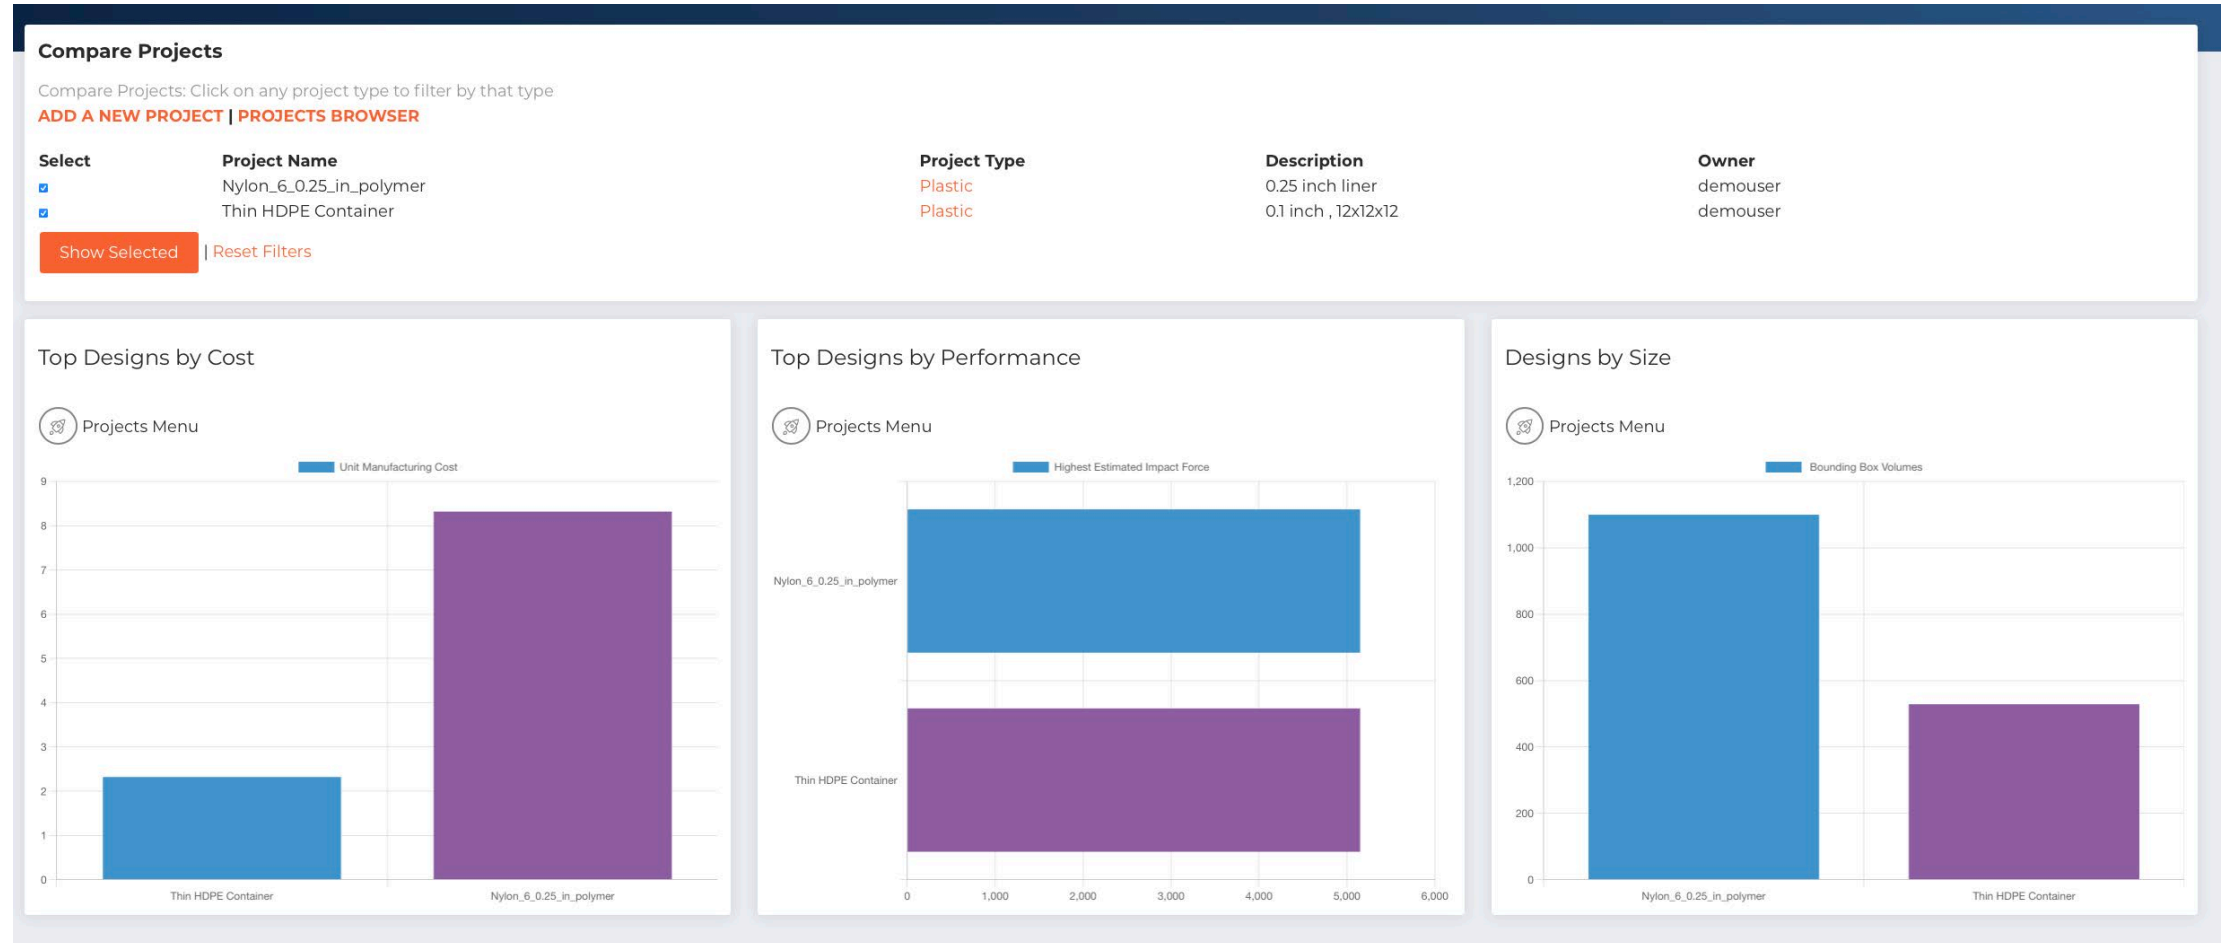 Compare Projects
Compare Projects: Click on any project type to filter by that type
ADD A NEW PROJECT | PROJECTS BROWSER
Select Project Name Project Type Description Owner
Nylon_6_0.25_in_polymer Plastic 0.25 inch liner demouser
Thin HDPE Container Plastic 0.1 inch , 12x12x12 demouser
Show Selected | Reset Filters
Top Designs by Cost
Projects Menu
Unit Manufacturing Cost
9
8
7
6
5
4
3
2
1
0
Thin HDPE Container Nylon_6_0.25_in_polymer
Top Designs by Performance
Projects Menu
Highest Estimated Impact Force
Nylon_6_0.25_in_polymer
Thin HDPE Container
0 1,000 2,000 3,000 4,000 5,000 6,000
Designs by Size
Projects Menu
Bounding Box Volumes
1,200
1,000
800
600
400
200
0
Nylon_6_0.25_in_polymer Thin HDPE Container